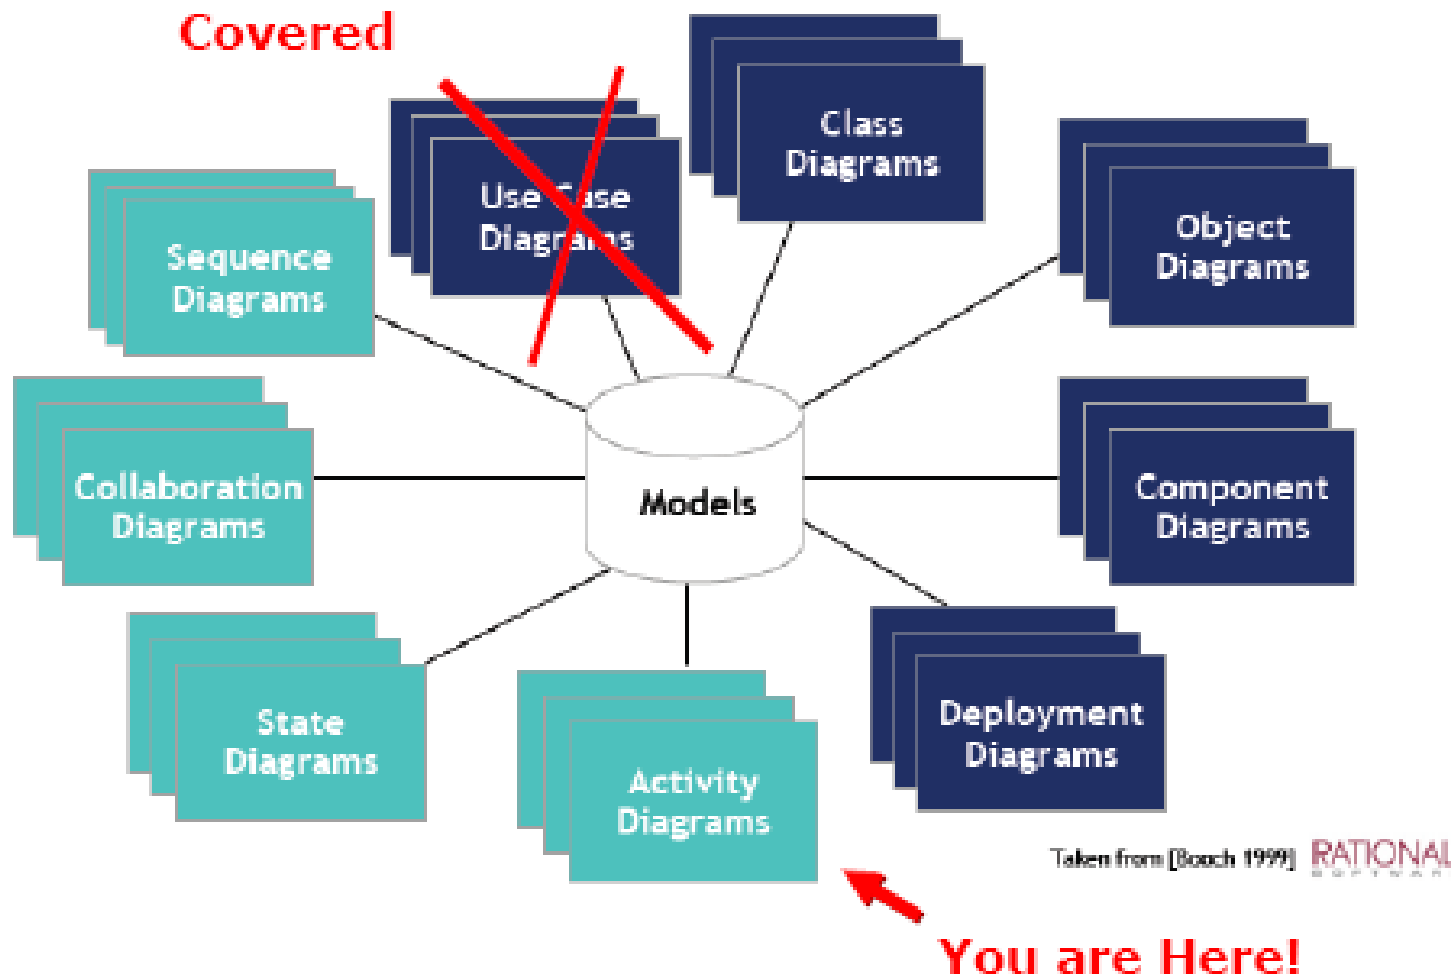 Covered
Class
Diagrams
Use Case
Diagrams
Object
Diagrams
Sequence
Diagrams
Collaboration
Diagrams
Models
Component
Diagrams
State
Diagrams
Activity
Diagrams
Deployment
Diagrams
Taken from [Booch 1999]
RATIONAL
SOFTWAR
You are Here!